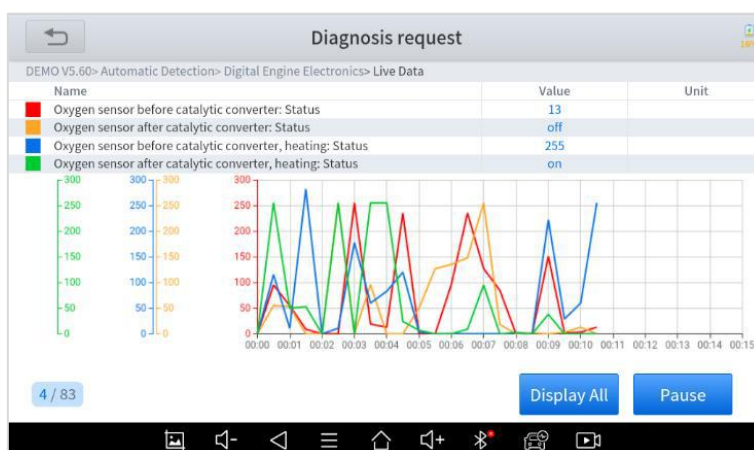 Diagnosis request
16%
DEMO V5.60> Automatic Detection> Digital Engine Electronics> Live Data
Name Value Unit
Oxygen sensor before catalytic converter: Status 13
Oxygen sensor after catalytic converter: Status off
Oxygen sensor before catalytic converter, heating: Status 255
Oxygen sensor after catalytic converter, heating: Status on
300 300 300 300
250 250 250 250
200 200 200 200
150 150 150 150
100 100 100 100
50 50 50 50
0 0 0 0
00:00 00:01 00:02 00:03 00:04 00:05 00:06 00:07 00:08 00:09 00:10 00:11 00:12 00:13 00:14 00:15
4 / 83 Display All Pause